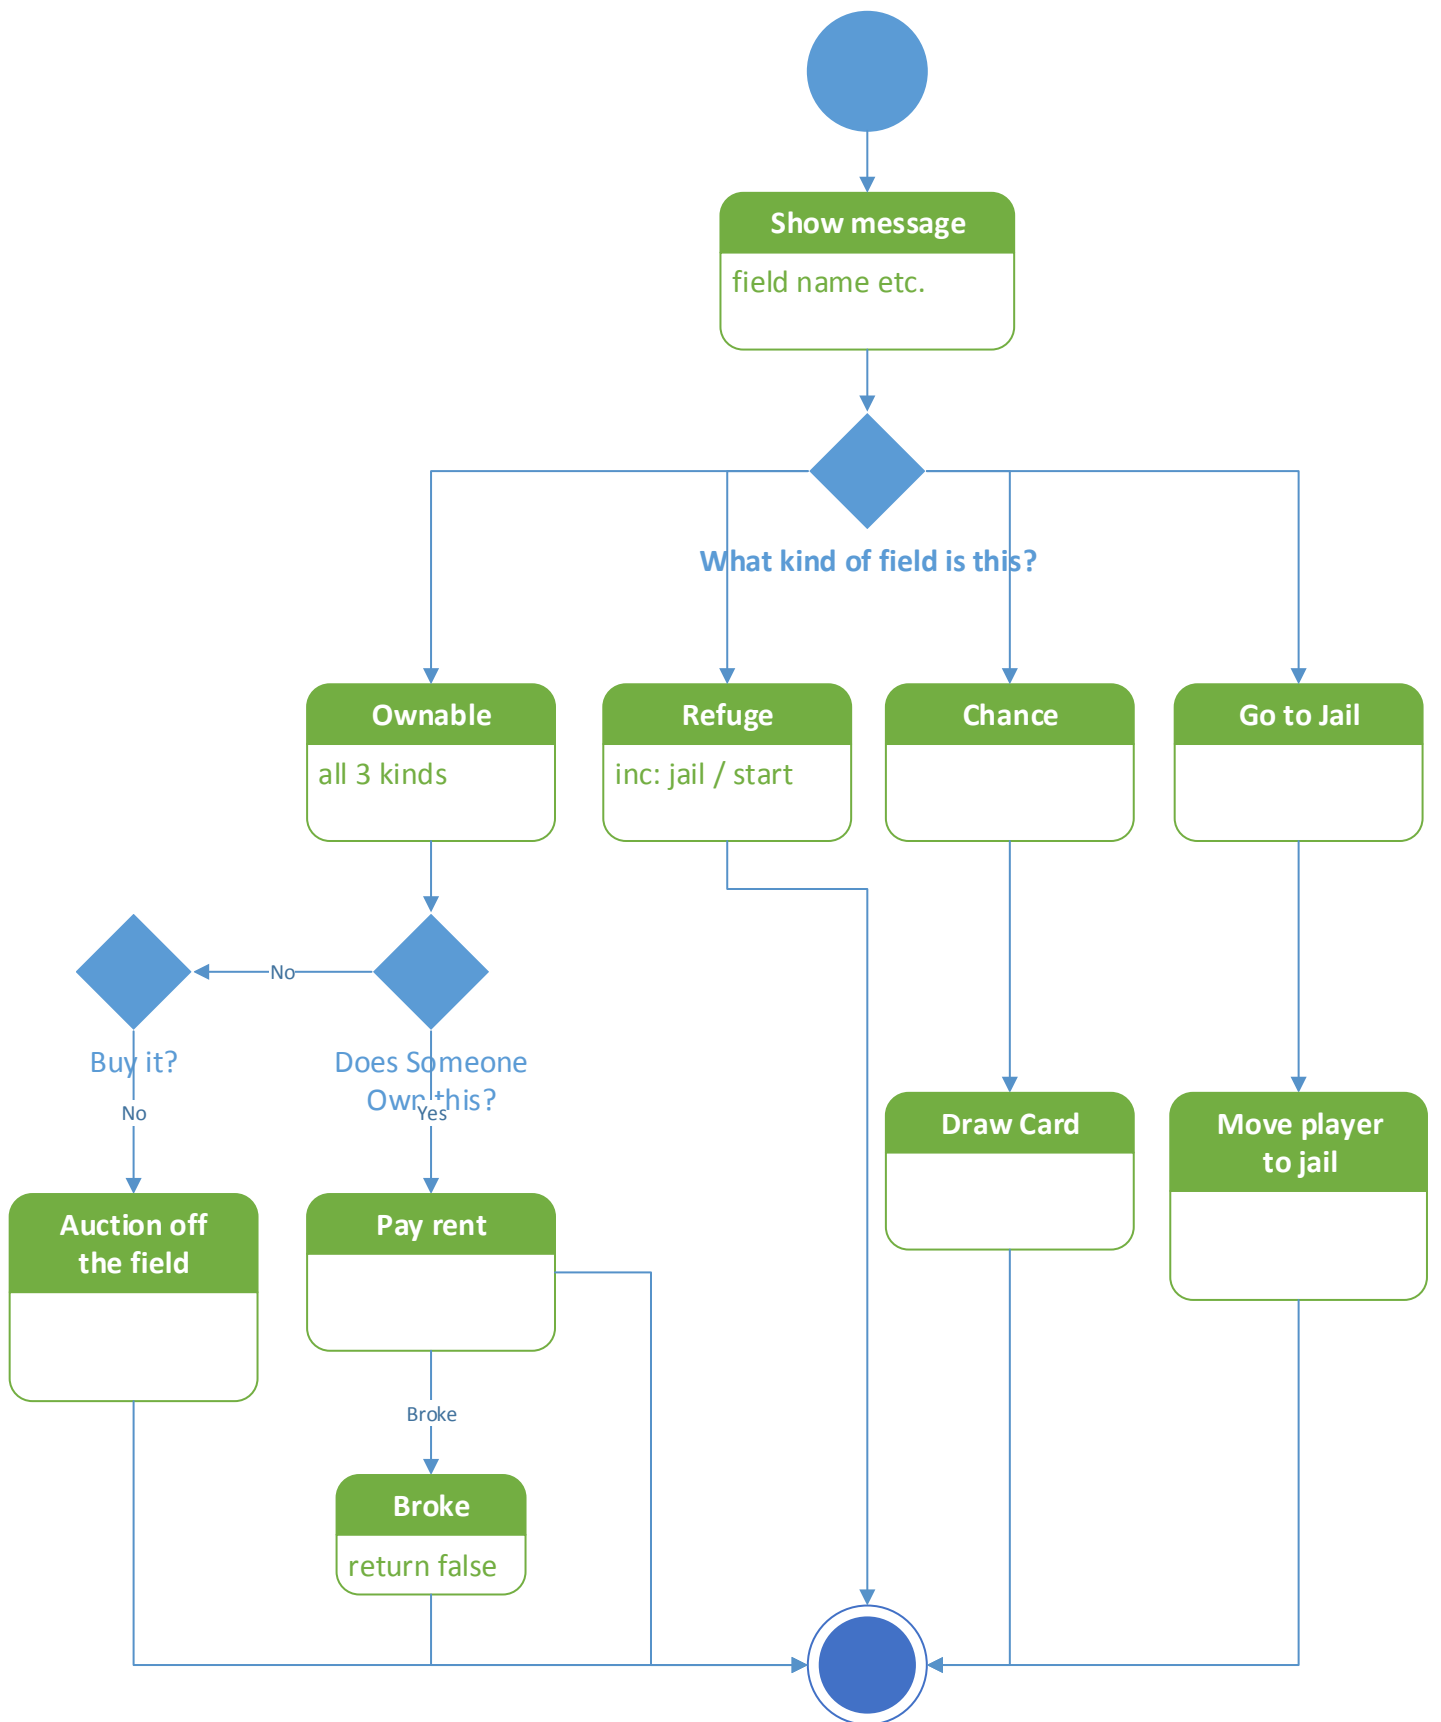 Show message
field name etc.
What kind of field is this?
Ownable
all 3 kinds
Refuge
inc: jail / start
Chance
Go to Jail
No
Buy it?
No
Does Someone
Own this?
Yes
Draw Card
Move player
to jail
Auction off
the field
Pay rent
Broke
Broke
return false